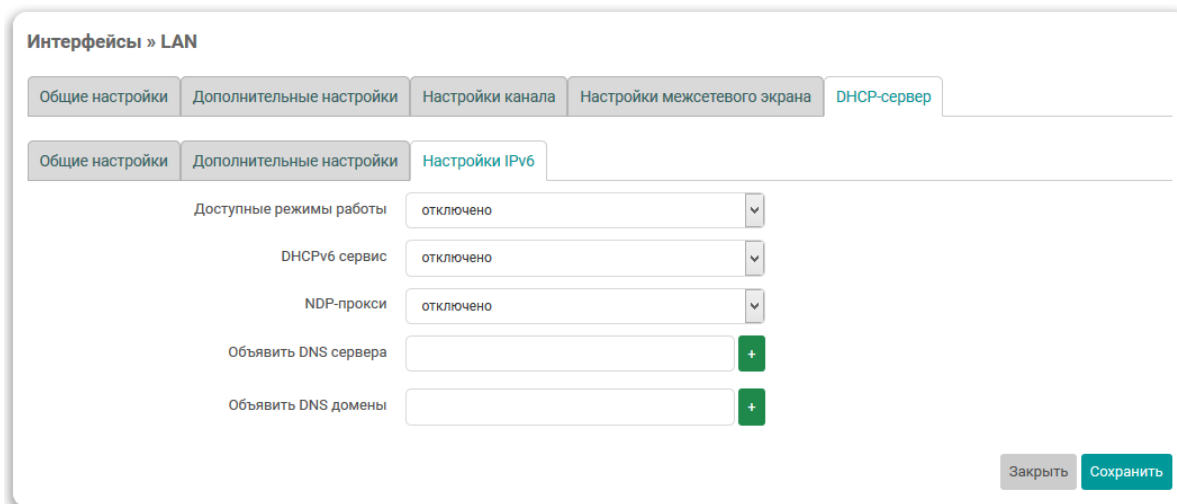 Интерфейсы » LAN
Общие настройки Дополнительные настройки Настройки канала Настройки межсетевого экрана DHCP-сервер
Общие настройки Дополнительные настройки Настройки IPv6
Доступные режимы работы отключено
DHCPv6 сервис отключено
NDP-прокси отключено
Объявить DNS сервера +
Объявить DNS домены +
Закрыть Сохранить